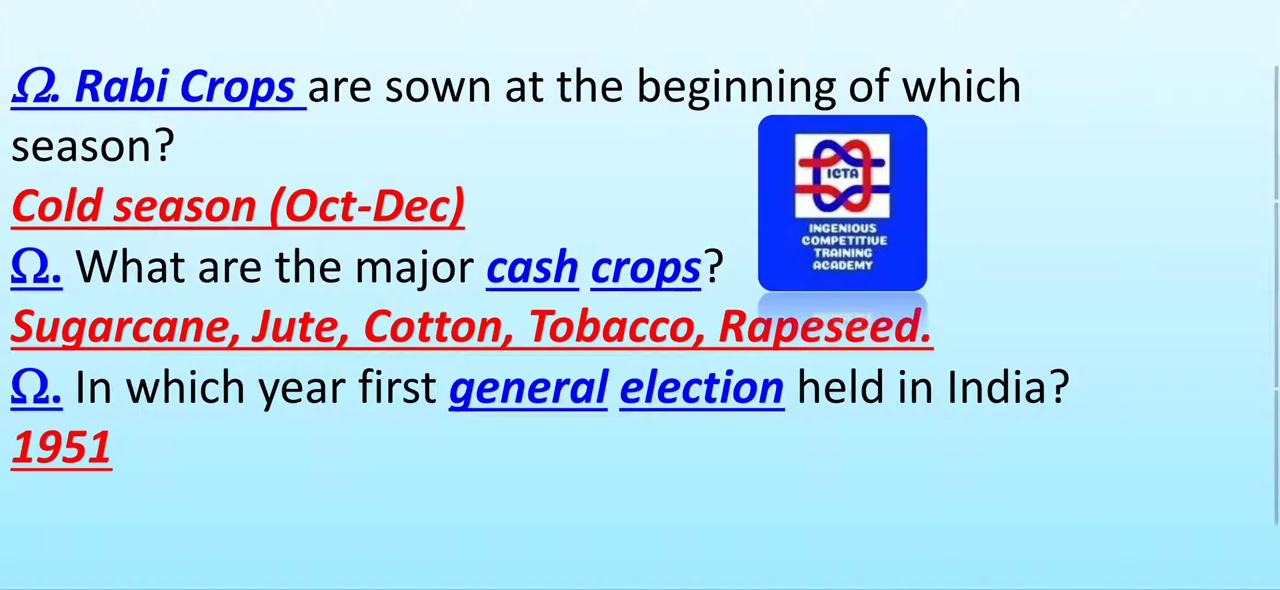 Ω. Rabi Crops are sown at the beginning of which
season?
Cold season (Oct-Dec)
Ω. What are the major cash crops?
Sugarcane, Jute, Cotton, Tobacco, Rapeseed.
Ω. In which year first general election held in India?
1951
ICTA
INGENIOUS
COMPETITIVE
TRAINING
ACADEMY